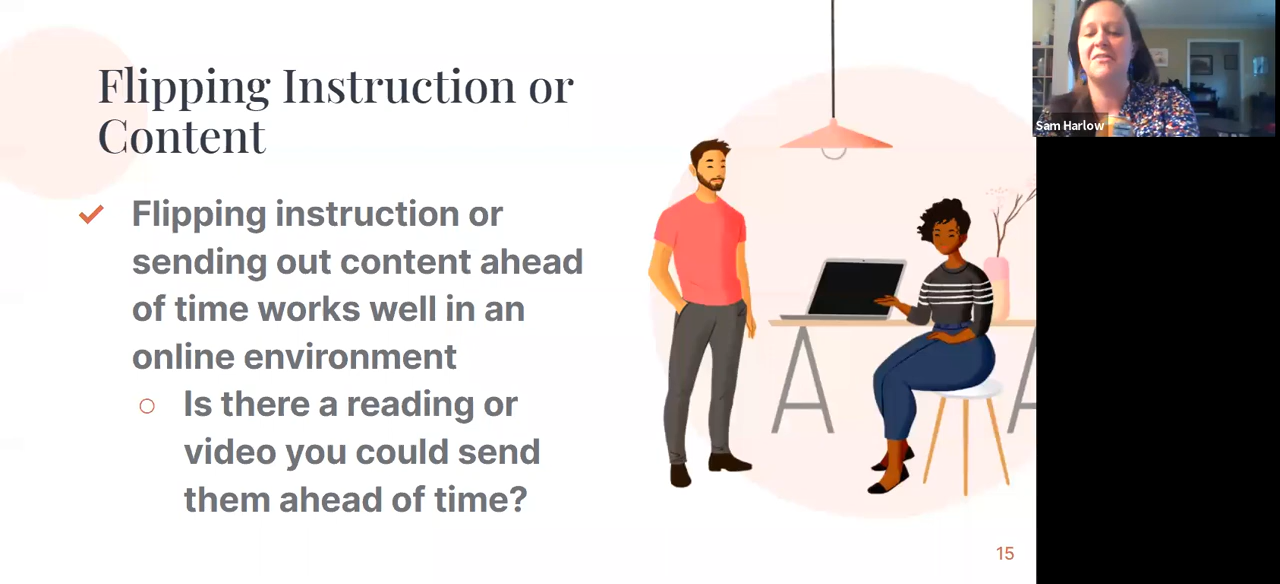 Flipping Instruction or
Content
Flipping instruction or
sending out content ahead
of time works well in an
online environment
Is there a reading or
video you could send
them ahead of time?
15
Sam Harlow